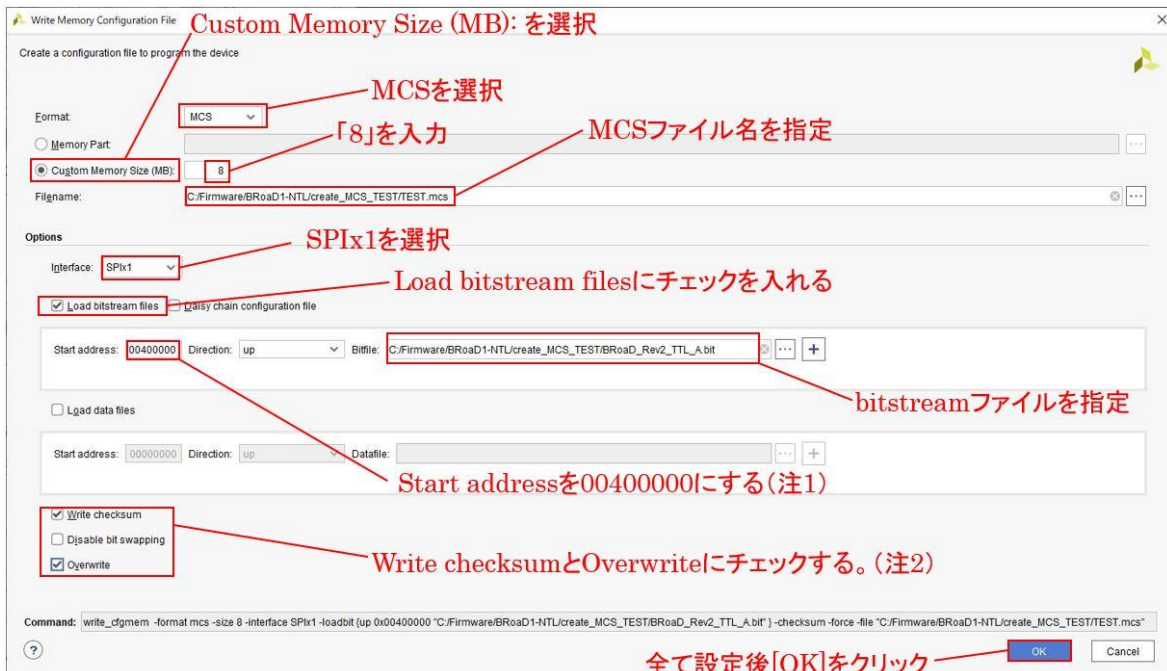 Write Memory Configuration File
Custom Memory Size (MB): を選択
Create a configuration file to program the device
MCSを選択
Format: MCS
「8」を入力
MCSファイル名を指定
Memory Part:
Custom Memory Size (MB): 8
Filename: C:/Firmware/BRoaD1-NTL/create_MCS_TEST/TEST.mcs
Options
SPIx1を選択
Interface: SPIx1
Load bitstream filesにチェックを入れる
Load bitstream files Daisy chain configuration file
Start address: 00400000 Direction: up Bitfile: C:/Firmware/BRoaD1-NTL/create_MCS_TEST/BRoaD_Rev2_TTL_A.bit
bitstreamファイルを指定
Load data files
Start address: 00000000 Direction: up Datafile:
Start addressを00400000にする(注1)
Write checksum
Disable bit swapping
Write checksumとOverwriteにチェックする。(注2)
Overwrite
Command: write_cfgmem -format mcs -size 8 -interface SPIx1 -loadbit {up 0x00400000 "C:/Firmware/BRoaD1-NTL/create_MCS_TEST/BRoaD_Rev2_TTL_A.bit" } -checksum -force -file "C:/Firmware/BRoaD1-NTL/create_MCS_TEST/TEST.mcs"
全て設定後[OK]をクリック
OK Cancel